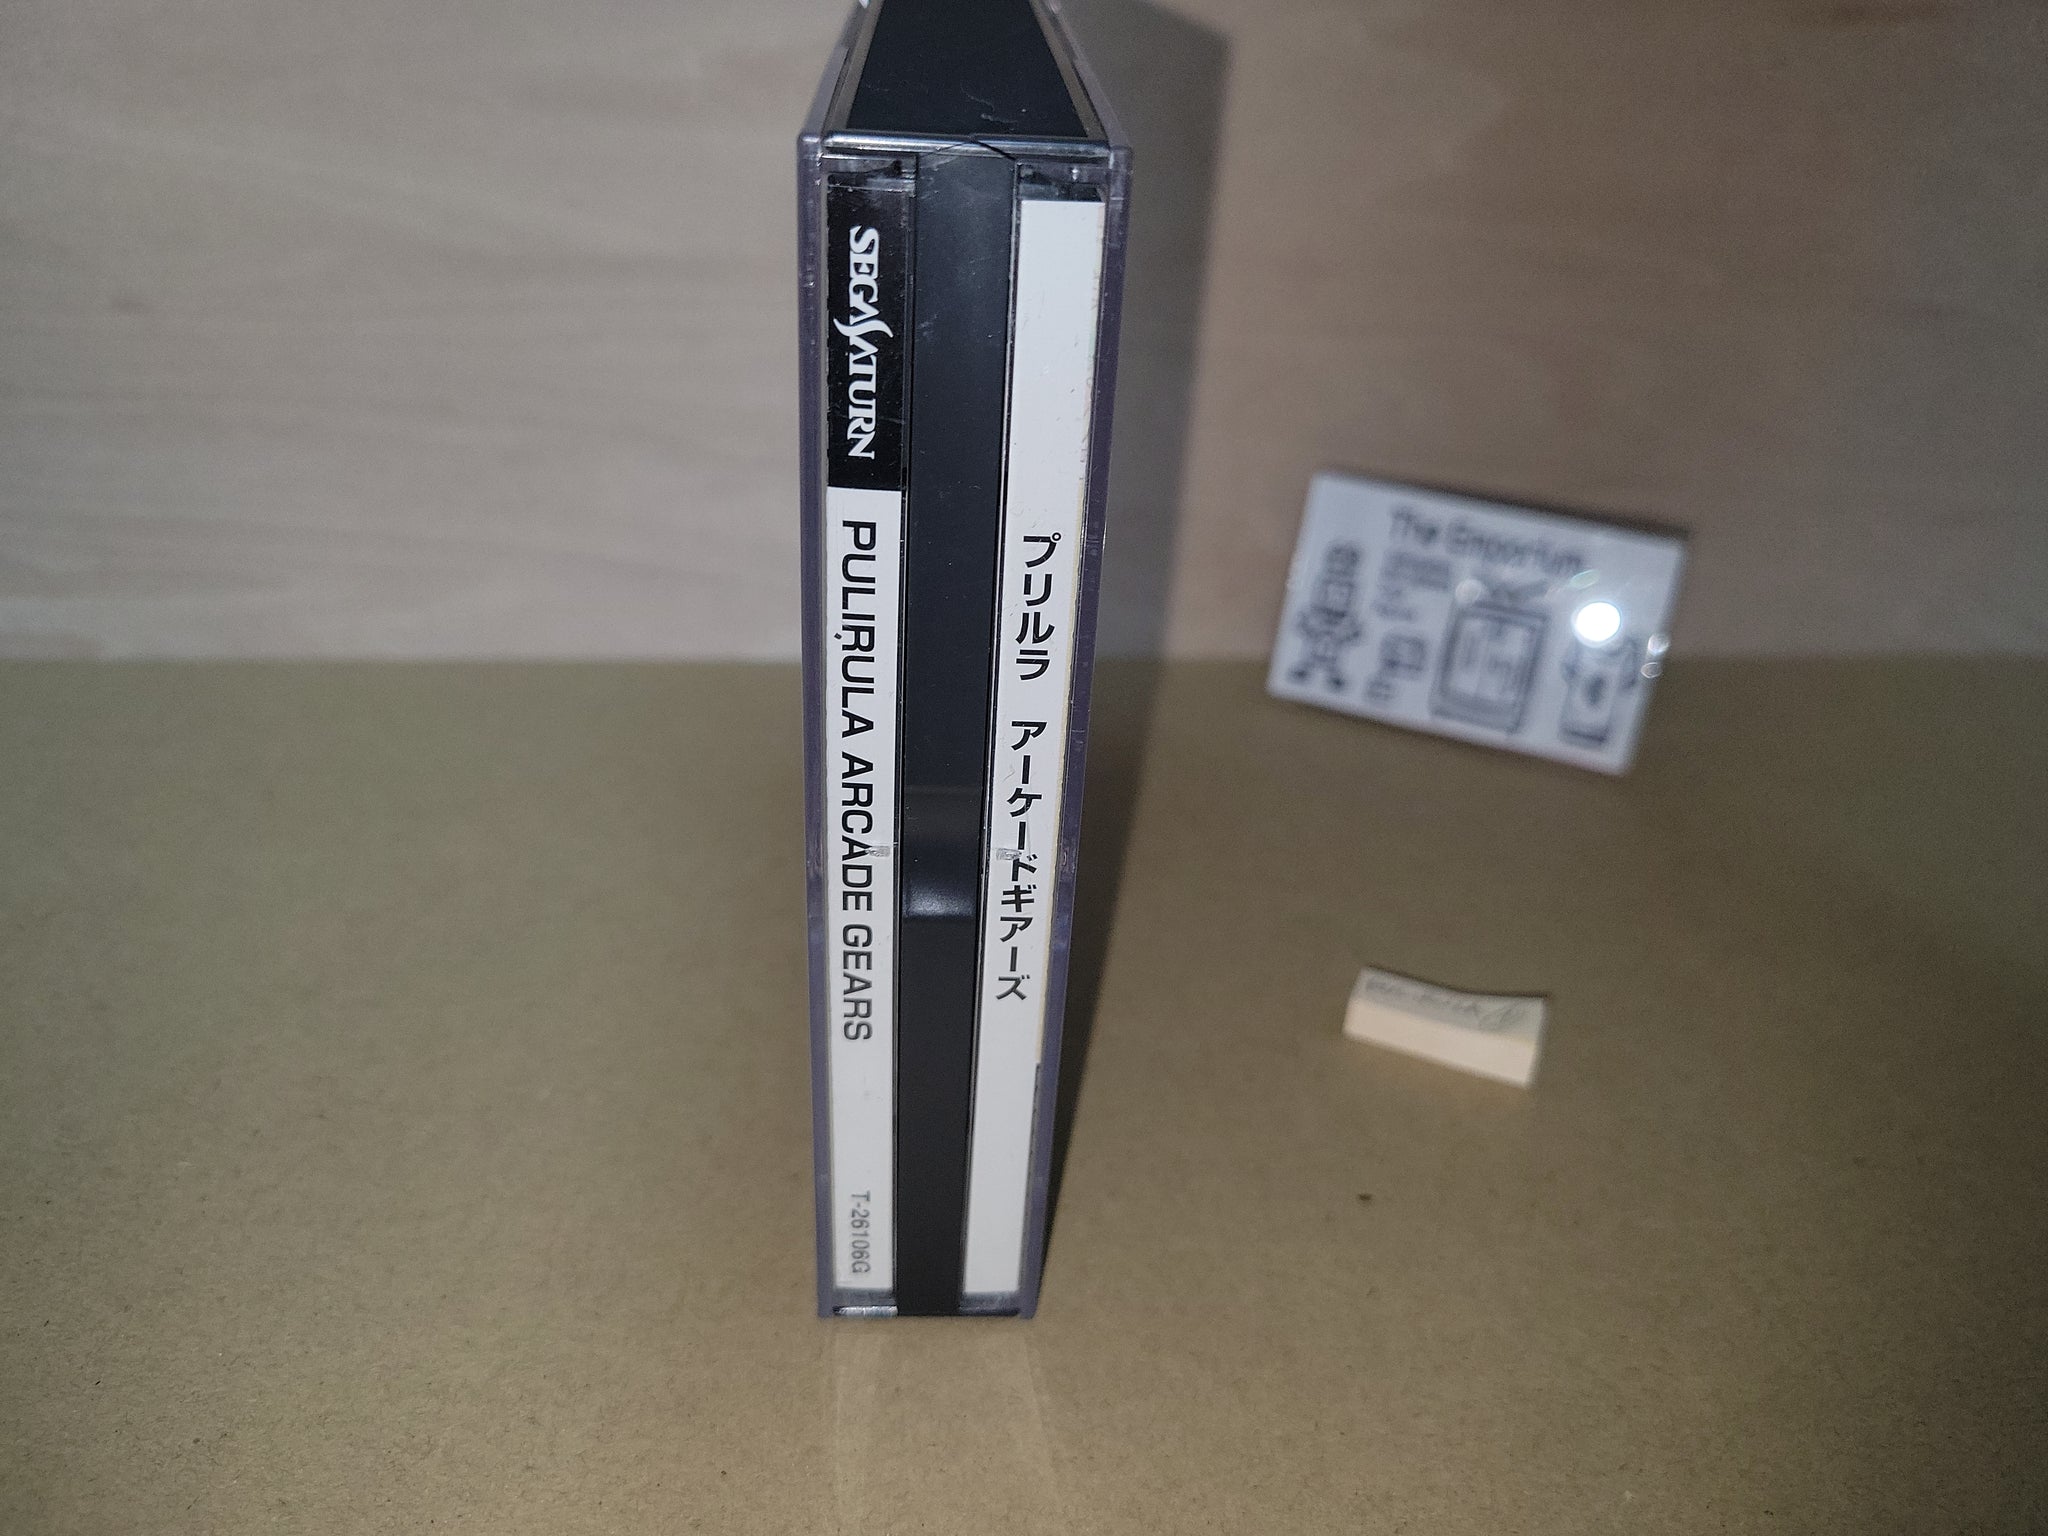 SEGA SATURN
PULIRULA ARCADE GEARS
T-26106G
プリルラ アーケードギアーズ
The Emporium